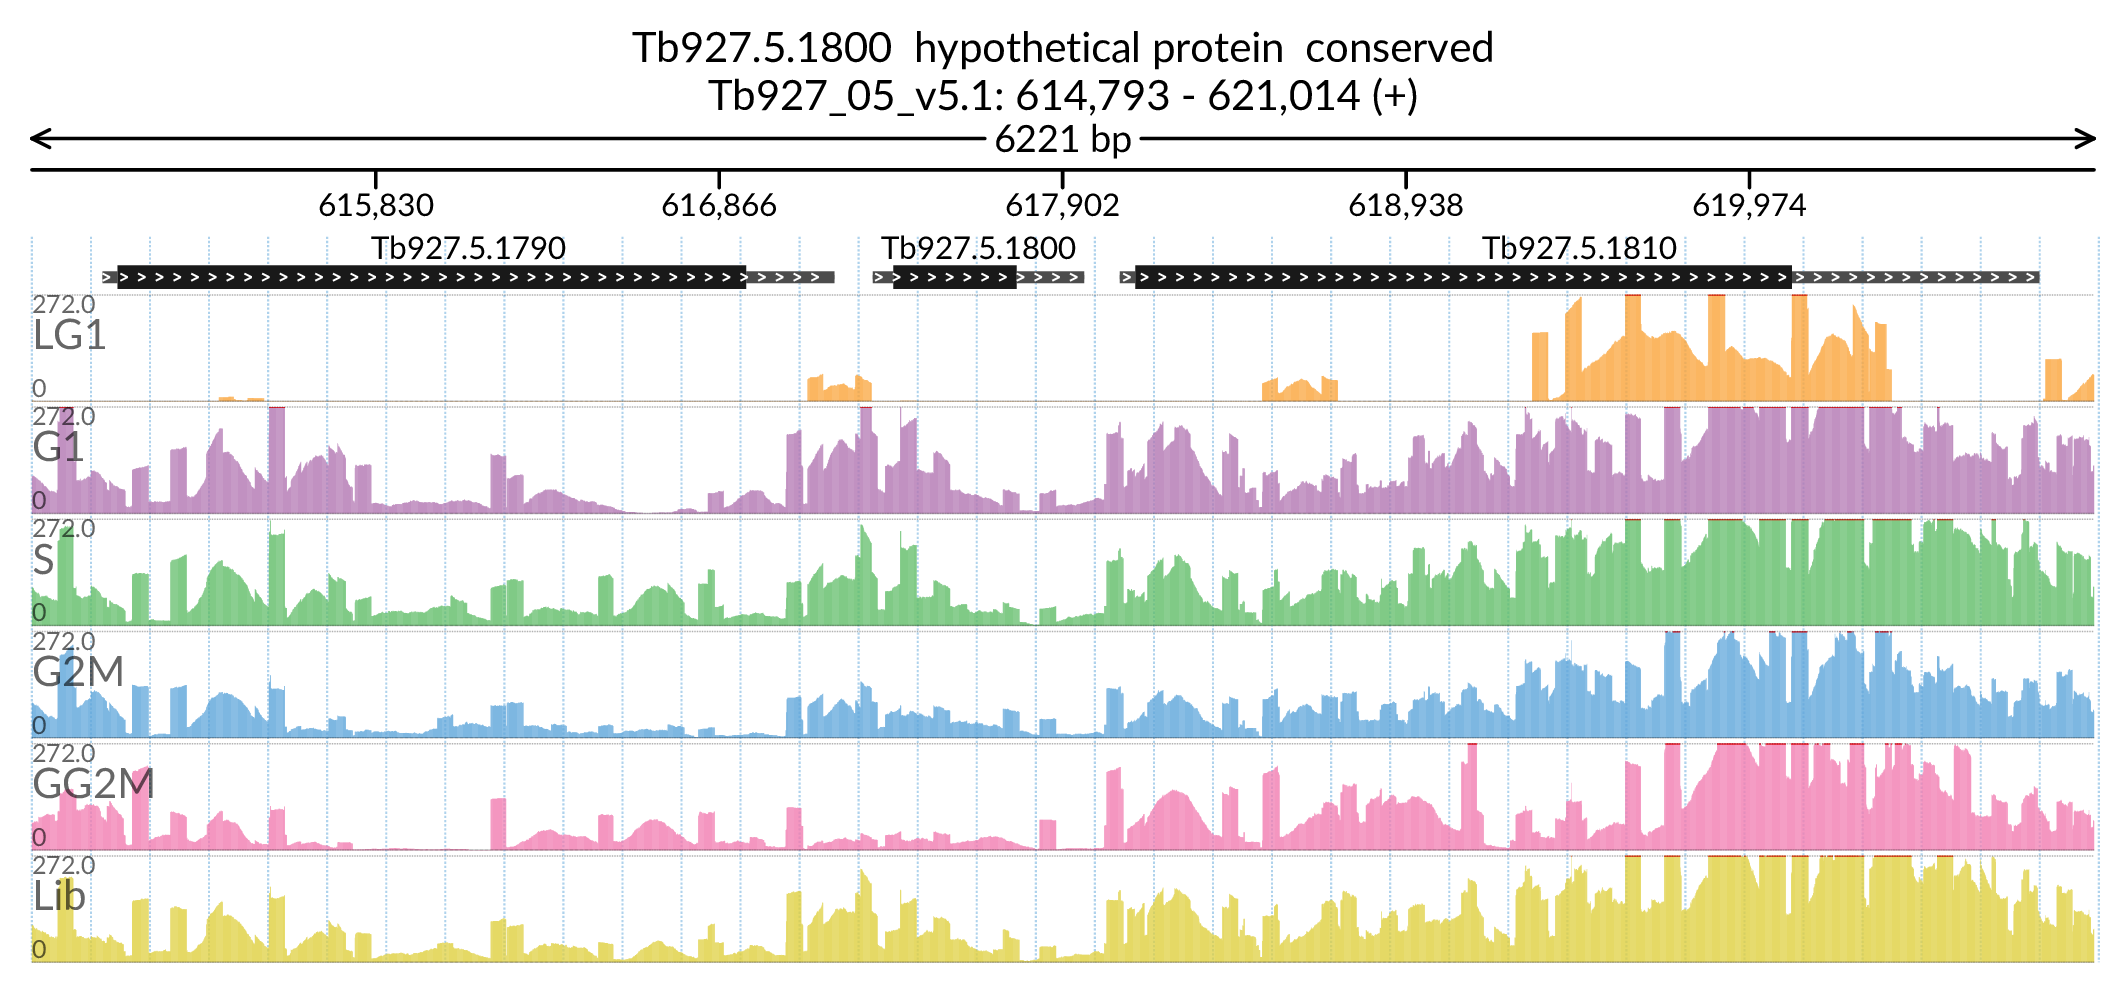 Tb927.5.1800  hypothetical protein  conserved
Tb927_05_v5.1: 614,793 - 621,014 (+)
6221 bp
615,830 616,866 617,902 618,938 619,974
Tb927.5.1790 Tb927.5.1800 Tb927.5.1810
272.0
LG1
0
272.0
G1
0
272.0
S
0
272.0
G2M
0
272.0
GG2M
0
272.0
Lib
0